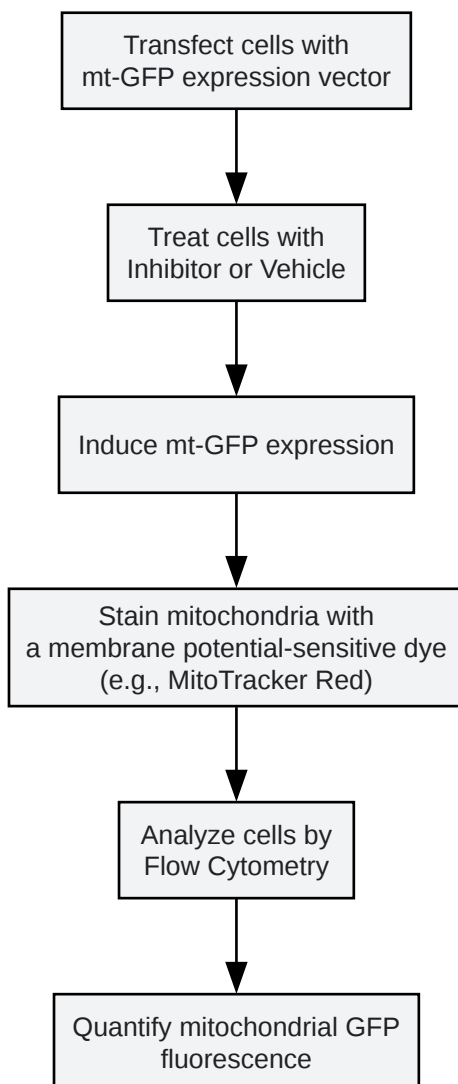 Transfect cells with
mt-GFP expression vector
Treat cells with
Inhibitor or Vehicle
Induce mt-GFP expression
Stain mitochondria with
a membrane potential-sensitive dye
(e.g., MitoTracker Red)
Analyze cells by
Flow Cytometry
Quantify mitochondrial GFP
fluorescence